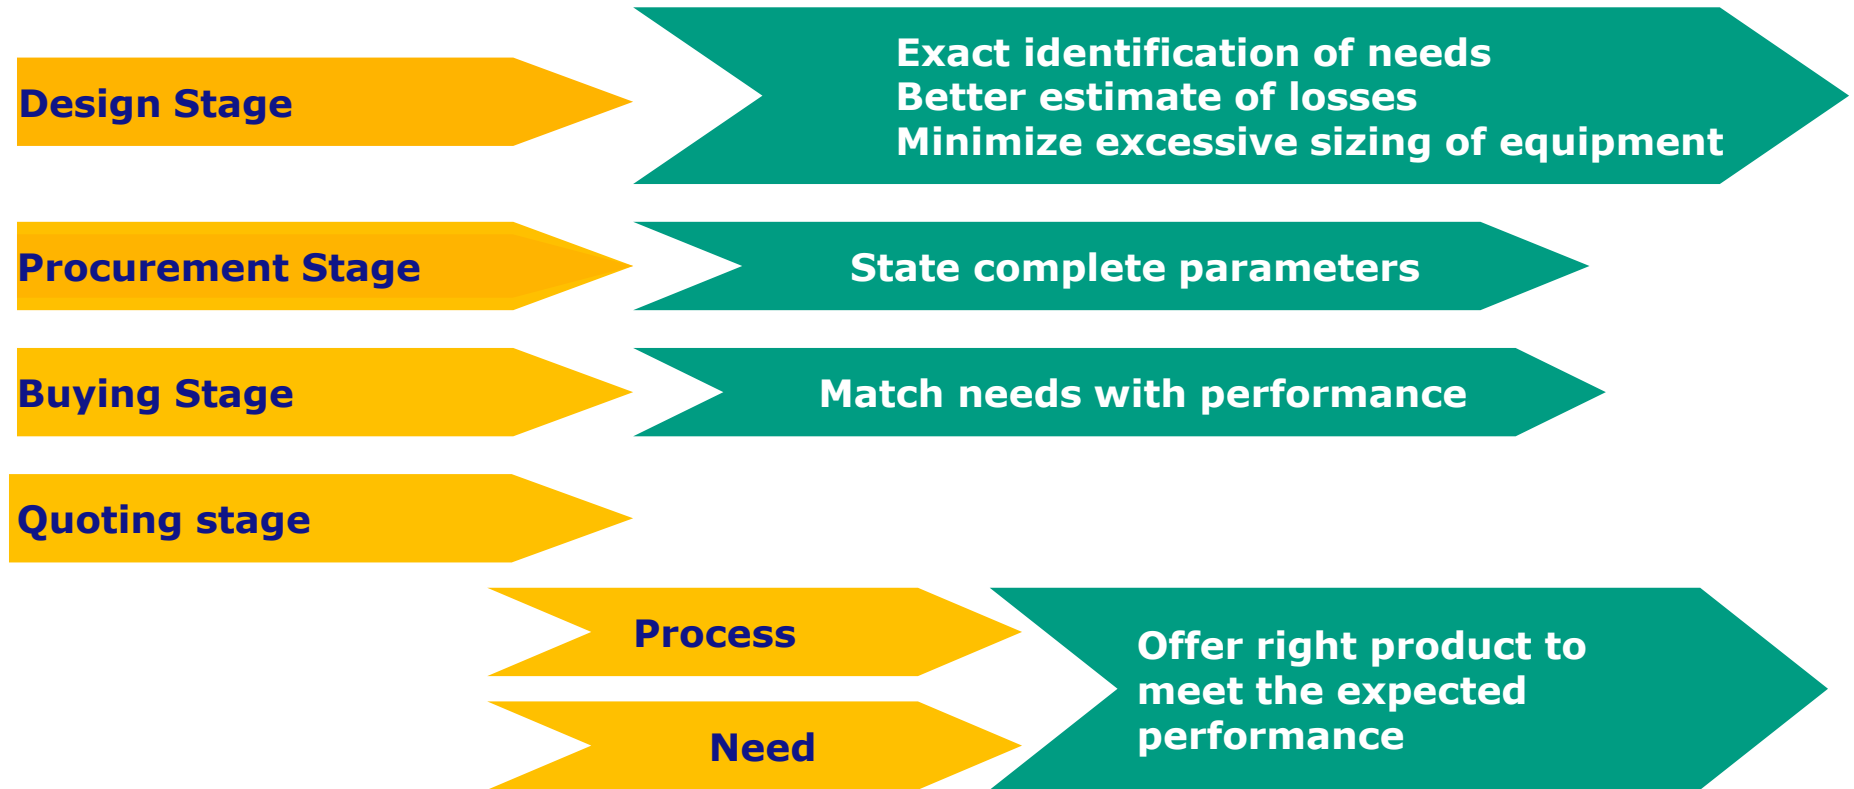 Design Stage
Exact identification of needs
Better estimate of losses
Minimize excessive sizing of equipment
Procurement Stage
State complete parameters
Buying Stage
Match needs with performance
Quoting stage
Process
Need
Offer right product to
meet the expected
performance